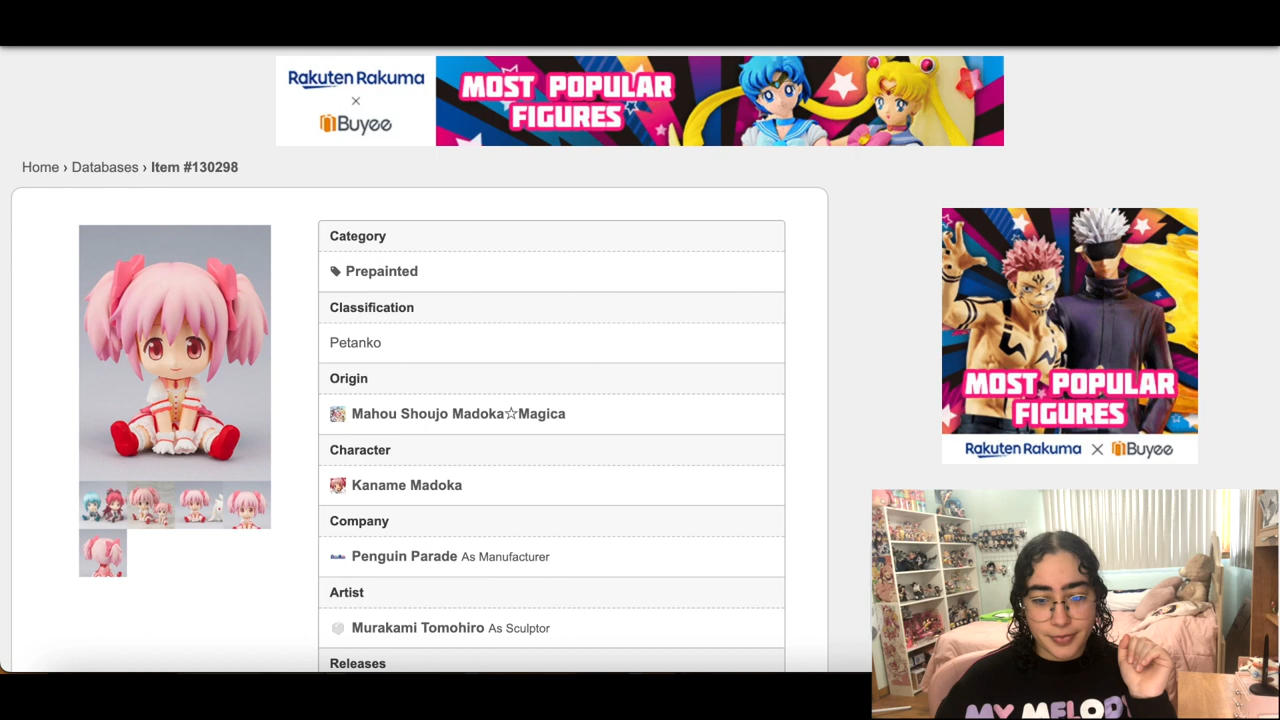 Rakuten Rakuma
×
Buyee
MOST POPULAR
FIGURES
Home › Databases › Item #130298
Category
Prepainted
Classification
Petanko
Origin
Mahou Shoujo Madoka☆Magica
Character
Kaname Madoka
Company
Penguin Parade As Manufacturer
Artist
Murakami Tomohiro As Sculptor
Releases
MOST POPULAR
FIGURES
Rakuten Rakuma × Buyee
MY MELODY